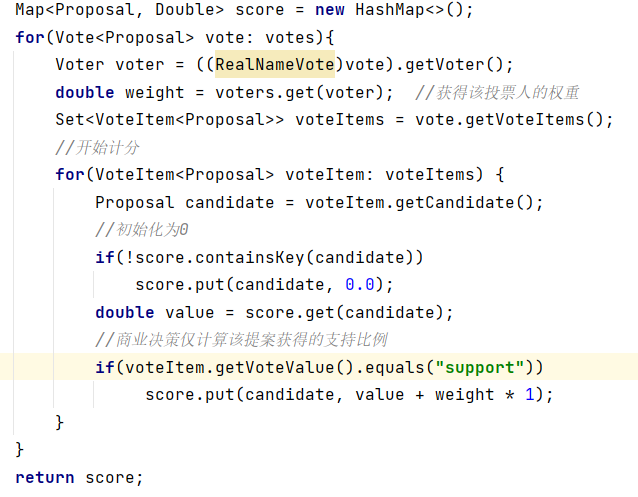 Map<Proposal, Double> score = new HashMap<>();
for(Vote<Proposal> vote: votes){
Voter voter = ((RealNameVote)vote).getVoter();
double weight = voters.get(voter);  //获得该投票人的权重
Set<VoteItem<Proposal>> voteItems = vote.getVoteItems();
//开始计分
for(VoteItem<Proposal> voteItem: voteItems) {
Proposal candidate = voteItem.getCandidate();
//初始化为0
if(!score.containsKey(candidate))
score.put(candidate, 0.0);
double value = score.get(candidate);
//商业决策仅计算该提案获得的支持比例
if(voteItem.getVoteValue().equals("support"))
score.put(candidate, value + weight * 1);
}
}
return score;